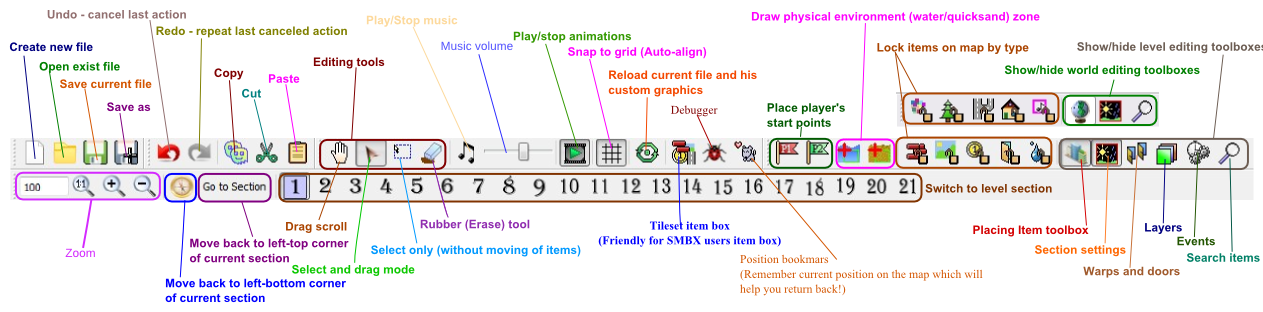 Undo - cancel last action
Redo - repeat last canceled action
Play/Stop music
Draw physical environment (water/quicksand) zone
Create new file
Open exist file
Save current file
Save as
Copy
Cut
Paste
Editing tools
Music volume
Play/stop animations
Snap to grid (Auto-align)
Reload current file and his
custom graphics
Debugger
Place player's
start points
Lock items on map by type
Show/hide level editing toolboxes
Show/hide world editing toolboxes
P1
P2
100
1:1
Go to Section
1 2 3 4 5 6 7 8 9 10 11 12 13 14 15 16 17 18 19 20 21
Switch to level section
Zoom
Move back to left-top corner
of current section
Move back to left-bottom corner
of current section
Drag scroll
Select and drag mode
Rubber (Erase) tool
Select only (without moving of items)
Tileset item box
(Friendly for SMBX users item box)
Position bookmars
(Remember current position on the map which will
help you return back!)
Placing Item toolbox
Section settings
Warps and doors
Layers
Events
Search items